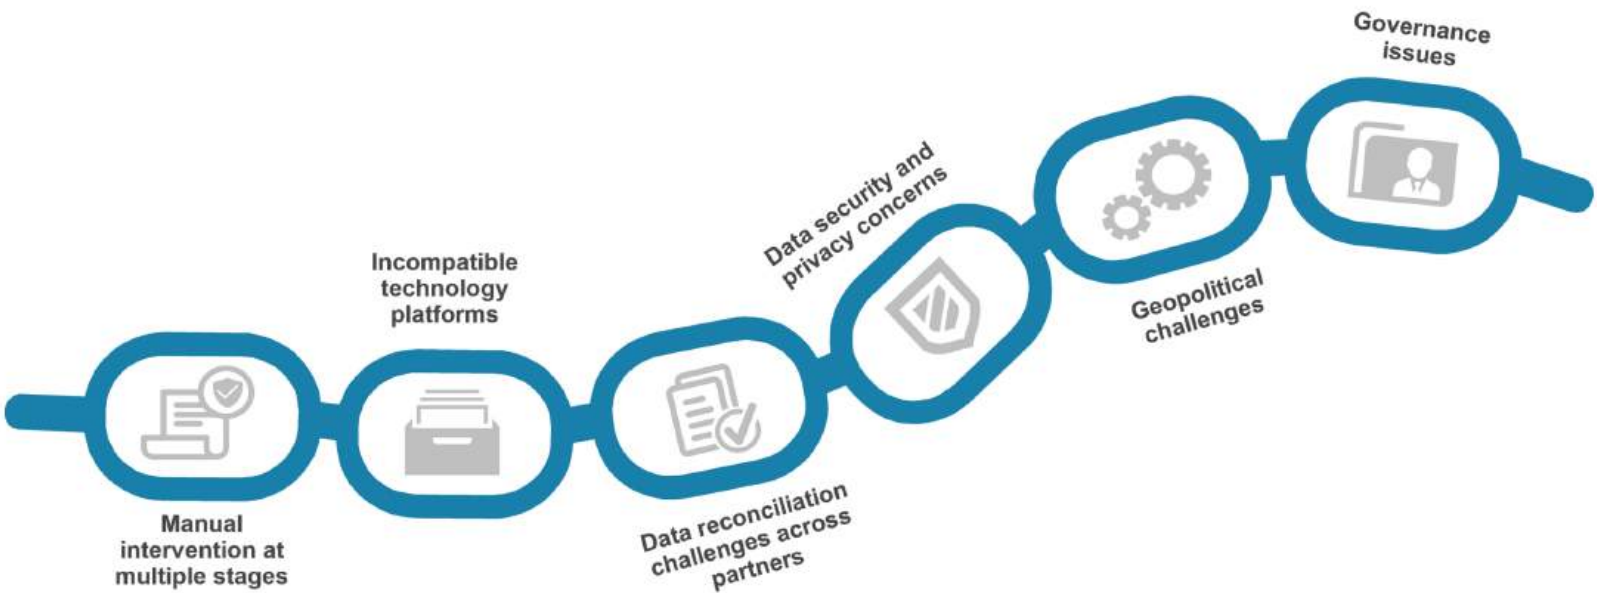 Manual
intervention at
multiple stages
Incompatible
technology
platforms
Data reconciliation
challenges across
partners
Data security and
privacy concerns
Geopolitical
challenges
Governance
issues